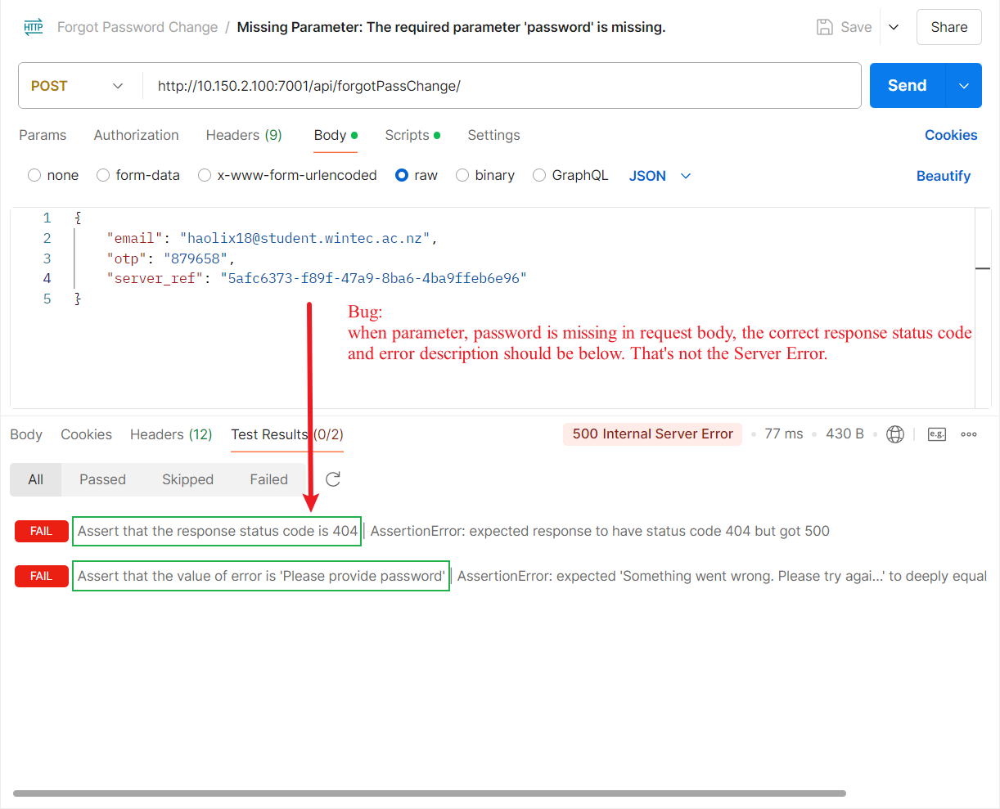 HTTP Forgot Password Change / Missing Parameter: The required parameter 'password' is missing. Save Share
POST http://10.150.2.100:7001/api/forgotPassChange/ Send
Params Authorization Headers (9) Body Scripts Settings Cookies
none form-data x-www-form-urlencoded raw binary GraphQL JSON Beautify
1 {
2 "email": "haolix18@student.wintec.ac.nz",
3 "otp": "879658",
4 "server_ref": "5afc6373-f89f-47a9-8ba6-4ba9ffeb6e96"
5 }
Bug:
when parameter, password is missing in request body, the correct response status code
and error description should be below. That's not the Server Error.
Body Cookies Headers (12) Test Results (0/2) 500 Internal Server Error 77 ms 430 B e.g.
All Passed Skipped Failed
FAIL Assert that the response status code is 404 | AssertionError: expected response to have status code 404 but got 500
FAIL Assert that the value of error is 'Please provide password' | AssertionError: expected 'Something went wrong. Please try agai...' to deeply equal